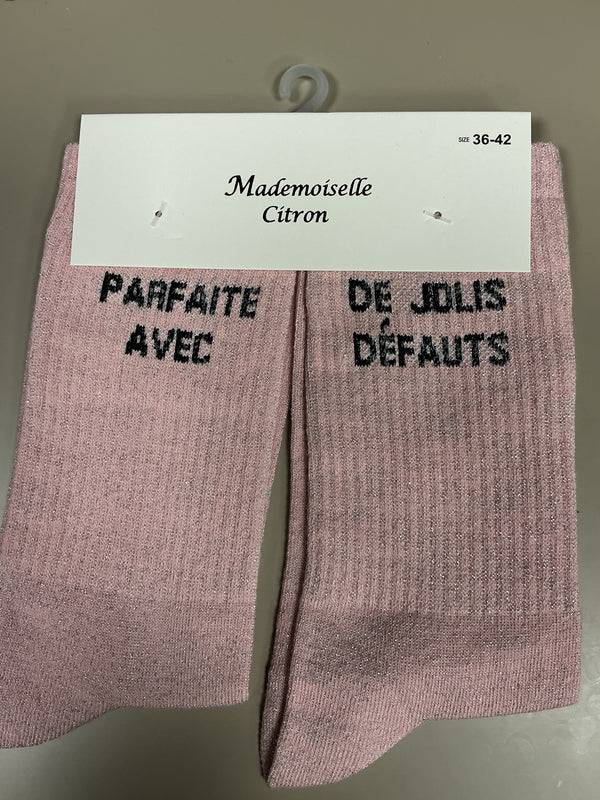 SIZE 36-42
Mademoiselle
Citron
PARFAITE
AVEC
DE JOLIS
DÉFAUTS